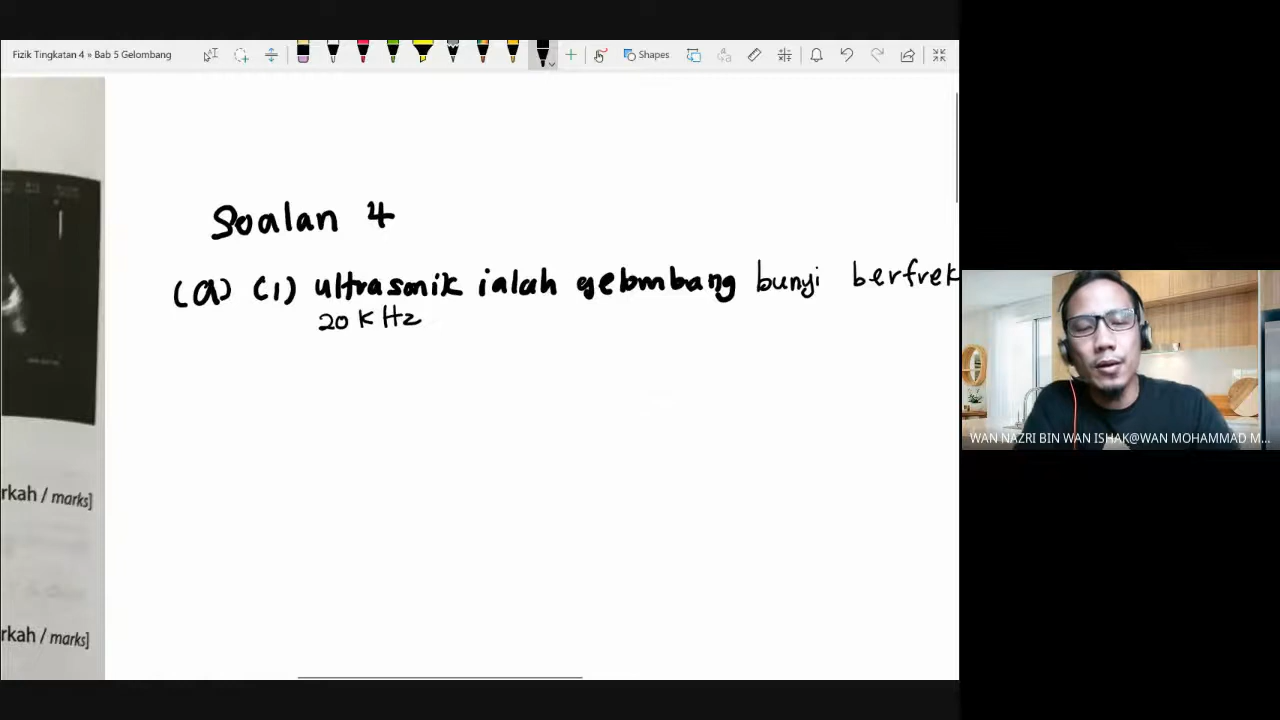 Fizik Tingkatan 4 » Bab 5 Gelombang
Shapes
Soalan 4
(a) (i) ultrasonik ialah gelombang bunyi berfrek
20 kHz
rkah / marks]
rkah / marks]
WAN NAZRI BIN WAN ISHAK@WAN MOHAMMAD M...